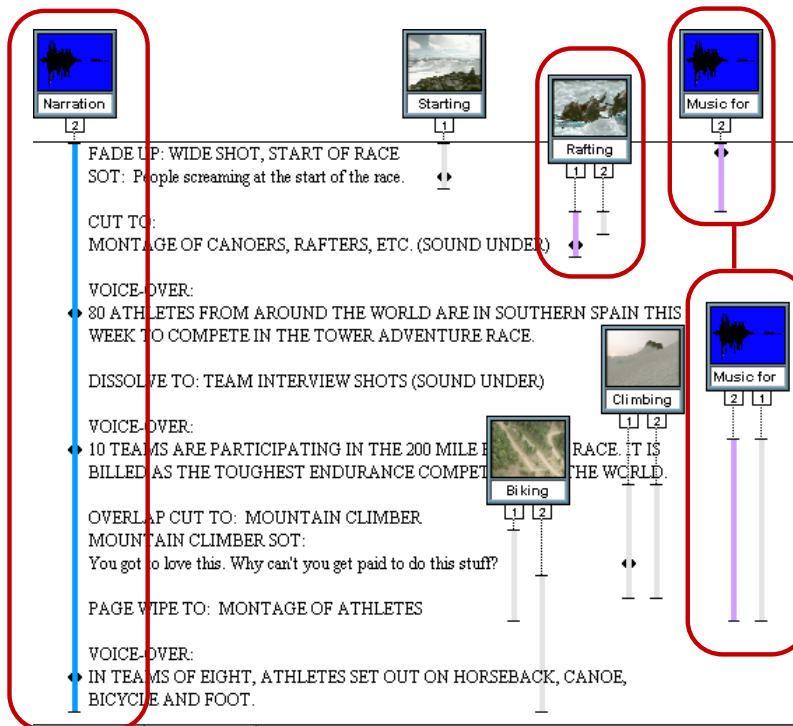 Narration
2
Starting
1
Rafting
1 2
Music for
2
FADE UP: WIDE SHOT, START OF RACE
SOT: People screaming at the start of the race.
CUT TO:
MONTAGE OF CANOERS, RAFTERS, ETC. (SOUND UNDER)
VOICE-OVER:
80 ATHLETES FROM AROUND THE WORLD ARE IN SOUTHERN SPAIN THIS
WEEK TO COMPETE IN THE TOWER ADVENTURE RACE.
Music for
2 1
DISSOLVE TO: TEAM INTERVIEW SHOTS (SOUND UNDER)
Climbing
1 2
VOICE-OVER:
10 TEAMS ARE PARTICIPATING IN THE 200 MILE RACE. IT IS
BILLED AS THE TOUGHEST ENDURANCE THE WORLD.
Biking
1 2
OVERLAP CUT TO: MOUNTAIN CLIMBER
MOUNTAIN CLIMBER SOT:
You got to love this. Why can't you get paid to do this stuff?
PAGE WIPE TO: MONTAGE OF ATHLETES
VOICE-OVER:
IN TEAMS OF EIGHT, ATHLETES SET OUT ON HORSEBACK, CANOE,
BICYCLE AND FOOT.